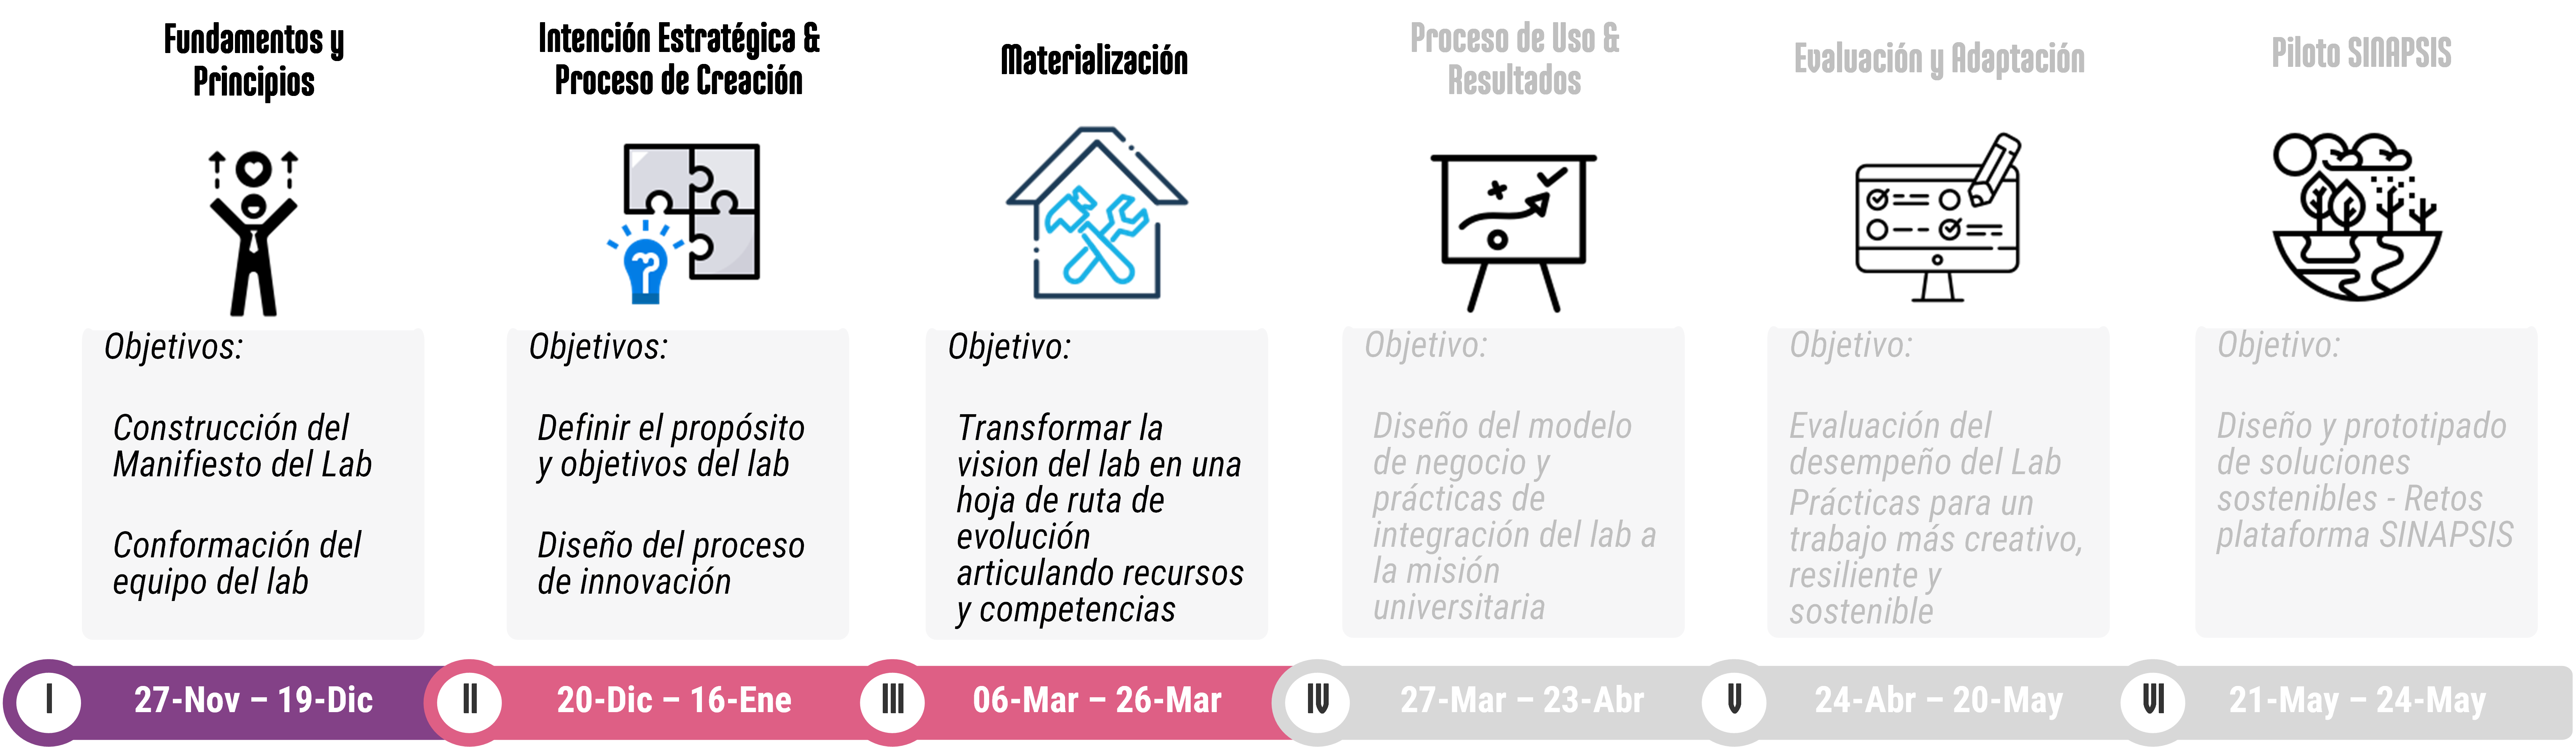 Fundamentos y
Principios
Objetivos:
Construcción del
Manifiesto del Lab
Conformación del
equipo del lab
I
27-Nov – 19-Dic
Intención Estratégica &
Proceso de Creación
Objetivos:
Definir el propósito
y objetivos del lab
Diseño del proceso
de innovación
II
20-Dic – 16-Ene
Materialización
Objetivo:
Transformar la
vision del lab en una
hoja de ruta de
evolución
articulando recursos
y competencias
III
06-Mar – 26-Mar
Proceso de Uso &
Resultados
Objetivo:
Diseño del modelo
de negocio y
prácticas de
integración del lab a
la misión
universitaria
IV
27-Mar – 23-Abr
Evaluación y Adaptación
Objetivo:
Evaluación del
desempeño del Lab
Prácticas para un
trabajo más creativo,
resiliente y
sostenible
V
24-Abr – 20-May
Piloto SINAPSIS
Objetivo:
Diseño y prototipado
de soluciones
sostenibles - Retos
plataforma SINAPSIS
VI
21-May – 24-May